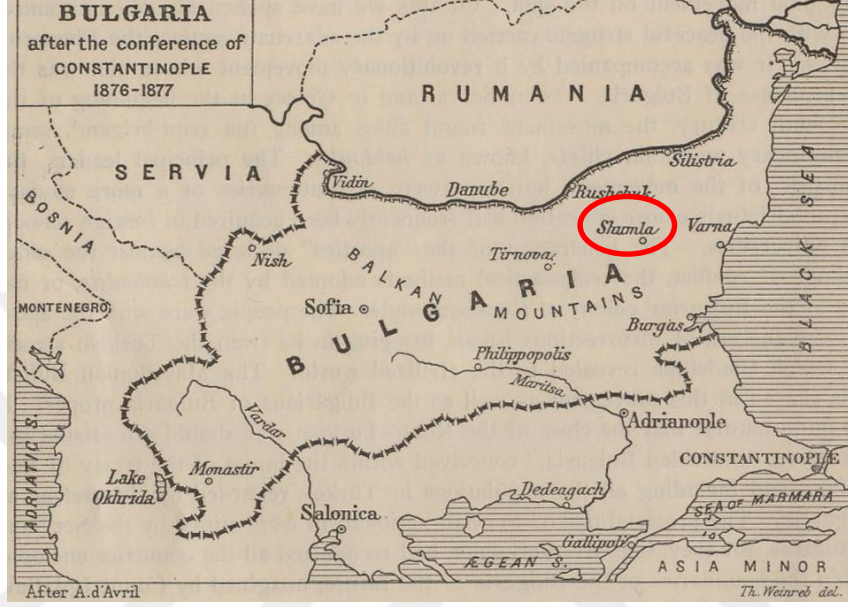 BULGARIA
after the conference of
CONSTANTINOPLE
1876-1877
RUMANIA
SERVIA
BOSNA
MONTENEGRO
ADRIATIC S.
BLACK SEA
Vidin
Danube
Rushchuk
Silistria
Shumla
Varna
Nish
Tirnova
BALKAN
MOUNTAINS
Sofia
BULGARIA
Burgas
Philippopolis
Maritsa
Vardar
Adrianople
CONSTANTINOPLE
Lake
Okhrida
Monastir
Salonica
Dedeagach
SEA OF MARMARA
Gallipoli
ÆGEAN S.
ASIA MINOR
After A.d'Avril
Th. Weinreb del.